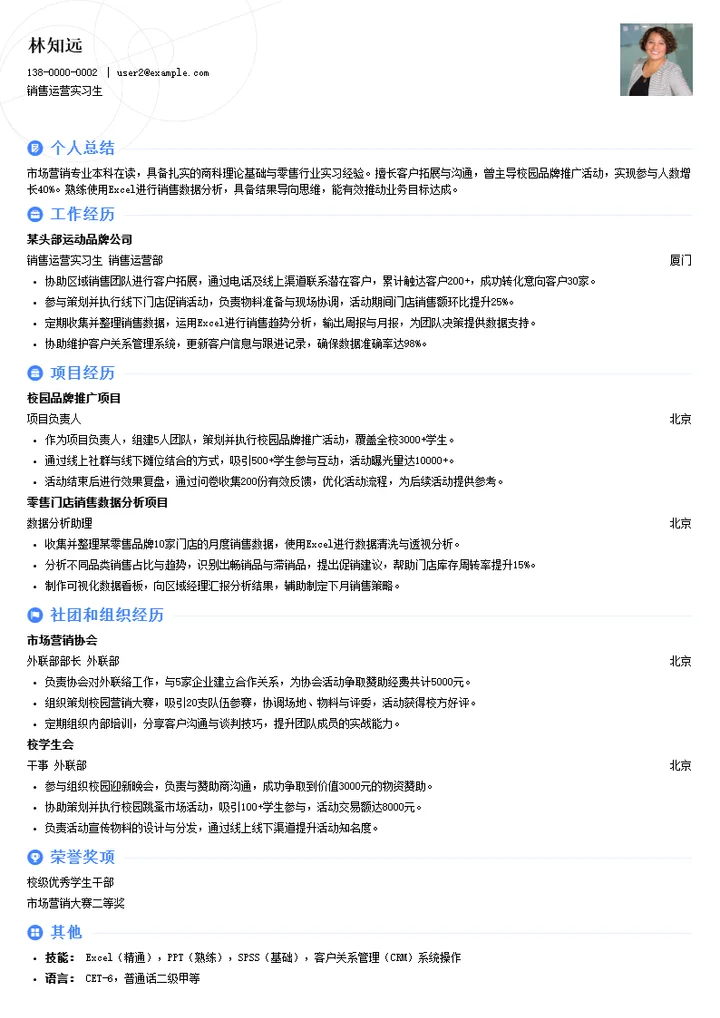 林知远
138-0000-0002 | user2@example.com
销售运营实习生
个人总结
市场营销专业本科在读，具备扎实的商科理论基础与零售行业实习经验。擅长客户拓展与沟通，曾主导校园品牌推广活动，实现参与人数增
长40%。熟练使用Excel进行销售数据分析，具备结果导向思维，能有效推动业务目标达成。
工作经历
某头部运动品牌公司
销售运营实习生 销售运营部 厦门
• 协助区域销售团队进行客户拓展，通过电话及线上渠道联系潜在客户，累计触达客户200+，成功转化意向客户30家。
• 参与策划并执行线下门店促销活动，负责物料准备与现场协调，活动期间门店销售额环比提升25%。
• 定期收集并整理销售数据，运用Excel进行销售趋势分析，输出周报与月报，为团队决策提供数据支持。
• 协助维护客户关系管理系统，更新客户信息与跟进记录，确保数据准确率达98%。
项目经历
校园品牌推广项目
项目负责人 北京
• 作为项目负责人，组建5人团队，策划并执行校园品牌推广活动，覆盖全校3000+学生。
• 通过线上社群与线下摊位结合的方式，吸引500+学生参与互动，活动曝光量达10000+。
• 活动结束后进行效果复盘，通过问卷收集200份有效反馈，优化活动流程，为后续活动提供参考。
零售门店销售数据分析项目
数据分析助理 北京
• 收集并整理某零售品牌10家门店的月度销售数据，使用Excel进行数据清洗与透视分析。
• 分析不同品类销售占比与趋势，识别出畅销品与滞销品，提出促销建议，帮助门店库存周转率提升15%。
• 制作可视化数据看板，向区域经理汇报分析结果，辅助制定下月销售策略。
社团和组织经历
市场营销协会
外联部部长 外联部 北京
• 负责协会对外联络工作，与5家企业建立合作关系，为协会活动争取赞助经费共计5000元。
• 组织策划校园营销大赛，吸引20支队伍参赛，协调场地、物料与评委，活动获得校方好评。
• 定期组织内部培训，分享客户沟通与谈判技巧，提升团队成员的实战能力。
校学生会
干事 外联部 北京
• 参与组织校园迎新晚会，负责与赞助商沟通，成功争取到价值3000元的物资赞助。
• 协助策划并执行校园跳蚤市场活动，吸引100+学生参与，活动交易额达8000元。
• 负责活动宣传物料的设计与分发，通过线上线下渠道提升活动知名度。
荣誉奖项
校级优秀学生干部
市场营销大赛二等奖
其他
• 技能： Excel（精通），PPT（熟练），SPSS（基础），客户关系管理（CRM）系统操作
• 语言： CET-6，普通话二级甲等